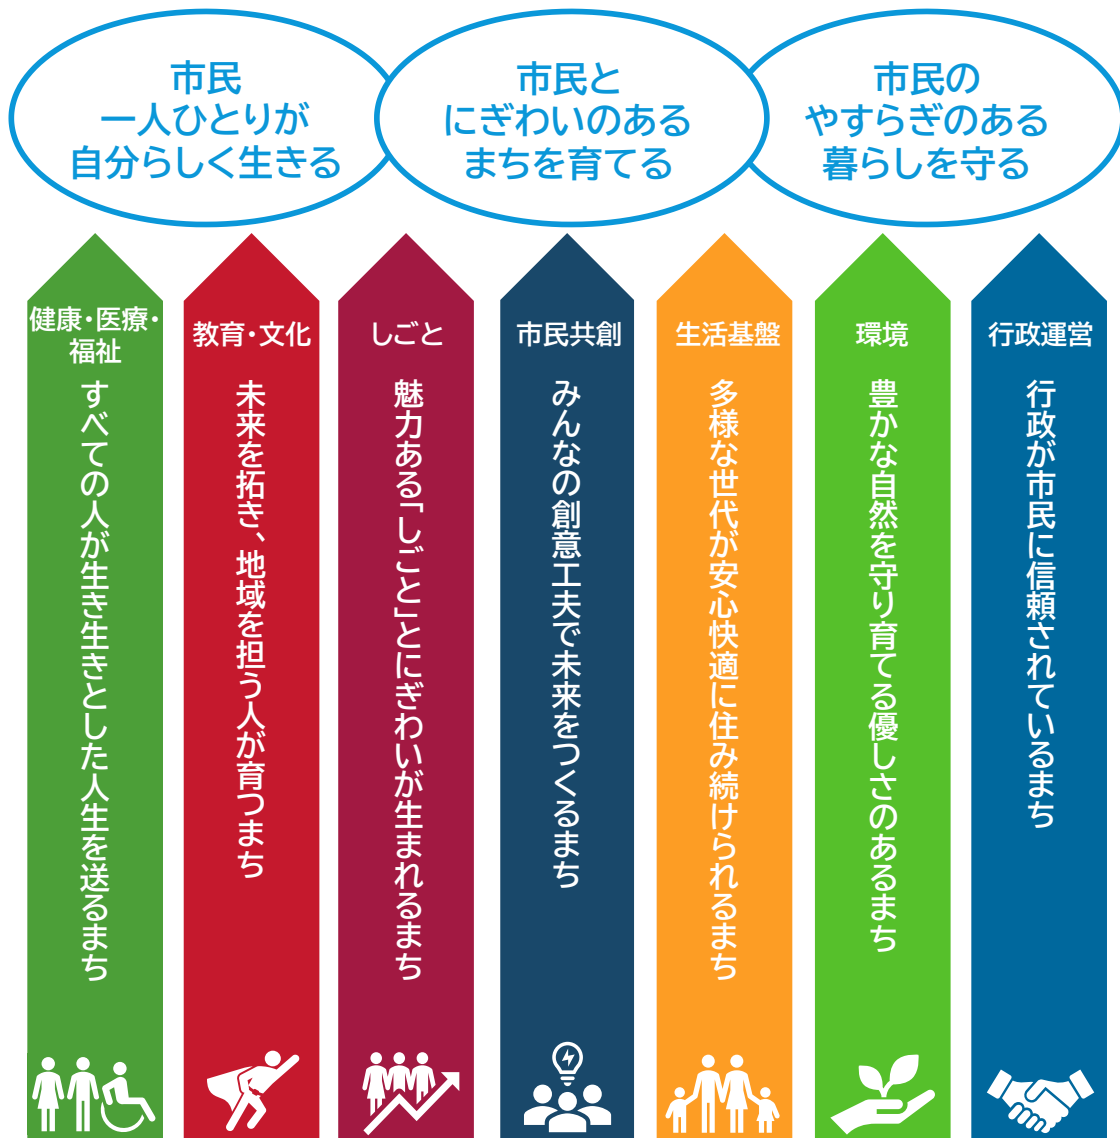 市民
一人ひとりが
自分らしく生きる
市民と
にぎわいのある
まちを育てる
市民の
やすらぎのある
暮らしを守る
健康・医療・
福祉
すべての人が生き生きとした人生を送るまち
教育・文化
未来を拓き、地域を担う人が育つまち
しごと
魅力ある「しごと」とにぎわいが生まれるまち
市民共創
みんなの創意工夫で未来をつくるまち
生活基盤
多様な世代が安心快適に住み続けられるまち
環境
豊かな自然を守り育てる優しさのあるまち
行政運営
行政が市民に信頼されているまち